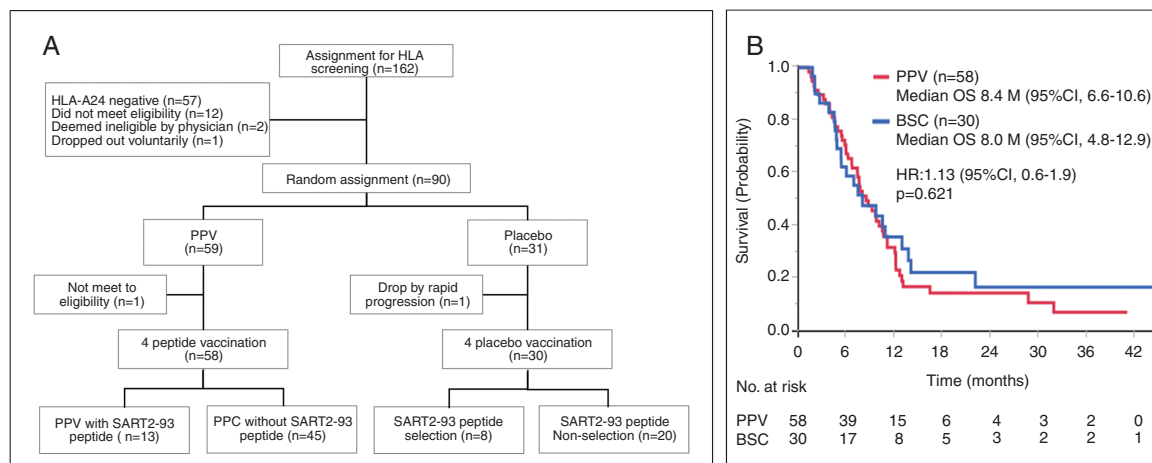 A
Assignment for HLA
screening (n=162)
HLA-A24 negative (n=57)
Did not meet eligibility (n=12)
Deemed ineligible by physician (n=2)
Dropped out voluntarily (n=1)
Random assignment (n=90)
PPV
(n=59)
Placebo
(n=31)
Not meet to
eligibility (n=1)
Drop by rapid
progression (n=1)
4 peptide vaccination
(n=58)
4 placebo vaccination
(n=30)
PPV with SART2-93
peptide ( n=13)
PPC without SART2-93
peptide (n=45)
SART2-93 peptide
selection (n=8)
SART2-93 peptide
Non-selection (n=20)
B
PPV (n=58)
Median OS 8.4 M (95%CI, 6.6-10.6)
BSC (n=30)
Median OS 8.0 M (95%CI, 4.8-12.9)
HR:1.13 (95%CI, 0.6-1.9)
p=0.621
Survival (Probability)
1.0
0.8
0.6
0.4
0.2
0.0
0 6 12 18 24 30 36 42
Time (months)
No. at risk
PPV 58 39 15 6 4 3 2 0
BSC 30 17 8 5 3 2 2 1